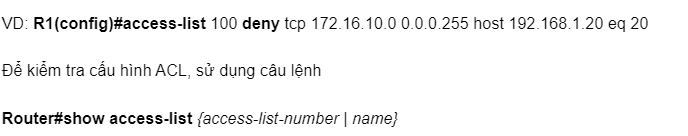 VD: R1(config)#access-list 100 deny tcp 172.16.10.0 0.0.0.255 host 192.168.1.20 eq 20
Để kiểm tra cấu hình ACL, sử dụng câu lệnh
Router#show access-list {access-list-number | name}